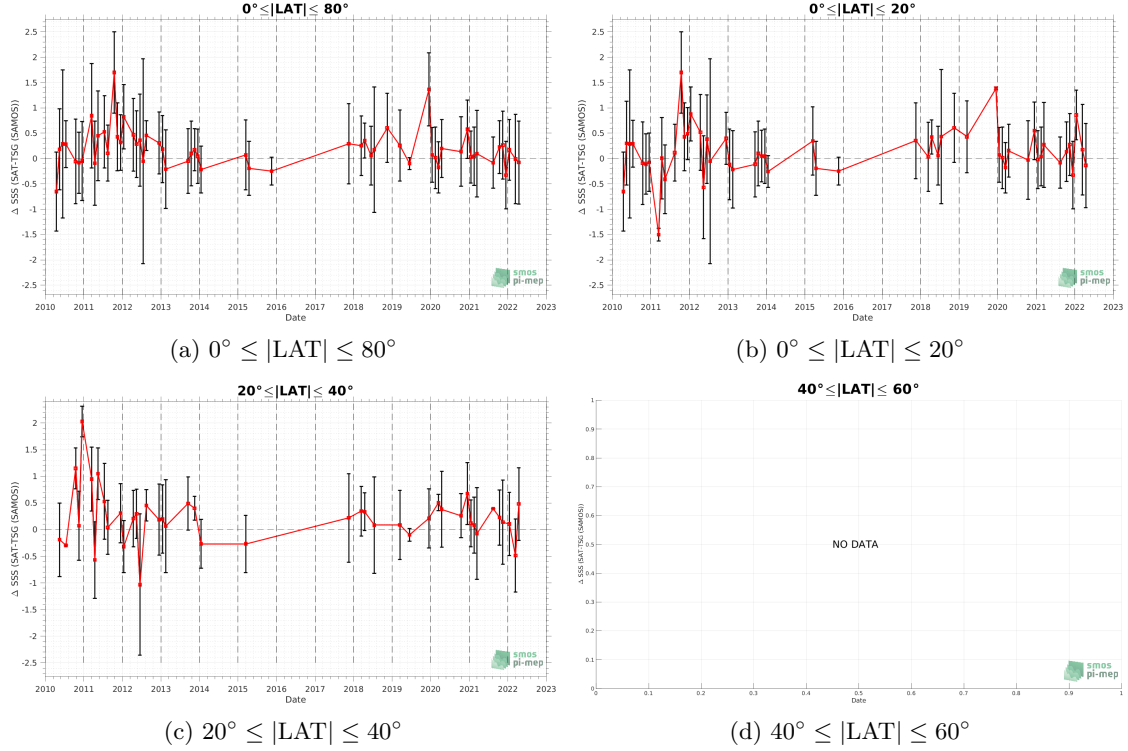 0°≤|LAT|≤ 80°
Δ SSS (SAT-TSG (SAMOS))
2.5
2
1.5
1
0.5
0
-0.5
-1
-1.5
-2
-2.5
2010 2011 2012 2013 2014 2015 2016 2017 2018 2019 2020 2021 2022 2023
Date
smos
pi-mep
(a) 0° ≤ |LAT| ≤ 80°
0°≤|LAT|≤ 20°
Δ SSS (SAT-TSG (SAMOS))
2.5
2
1.5
1
0.5
0
-0.5
-1
-1.5
-2
-2.5
2010 2011 2012 2013 2014 2015 2016 2017 2018 2019 2020 2021 2022 2023
Date
smos
pi-mep
(b) 0° ≤ |LAT| ≤ 20°
20°≤|LAT|≤ 40°
Δ SSS (SAT-TSG (SAMOS))
2
1.5
1
0.5
0
-0.5
-1
-1.5
-2
-2.5
2010 2011 2012 2013 2014 2015 2016 2017 2018 2019 2020 2021 2022 2023
Date
smos
pi-mep
(c) 20° ≤ |LAT| ≤ 40°
40°≤|LAT|≤ 60°
Δ SSS (SAT-TSG (SAMOS))
1
0.9
0.8
0.7
0.6
0.5
0.4
0.3
0.2
0.1
0
NO DATA
0 0.1 0.2 0.3 0.4 0.5 0.6 0.7 0.8 0.9 1
Date
smos
pi-mep
(d) 40° ≤ |LAT| ≤ 60°